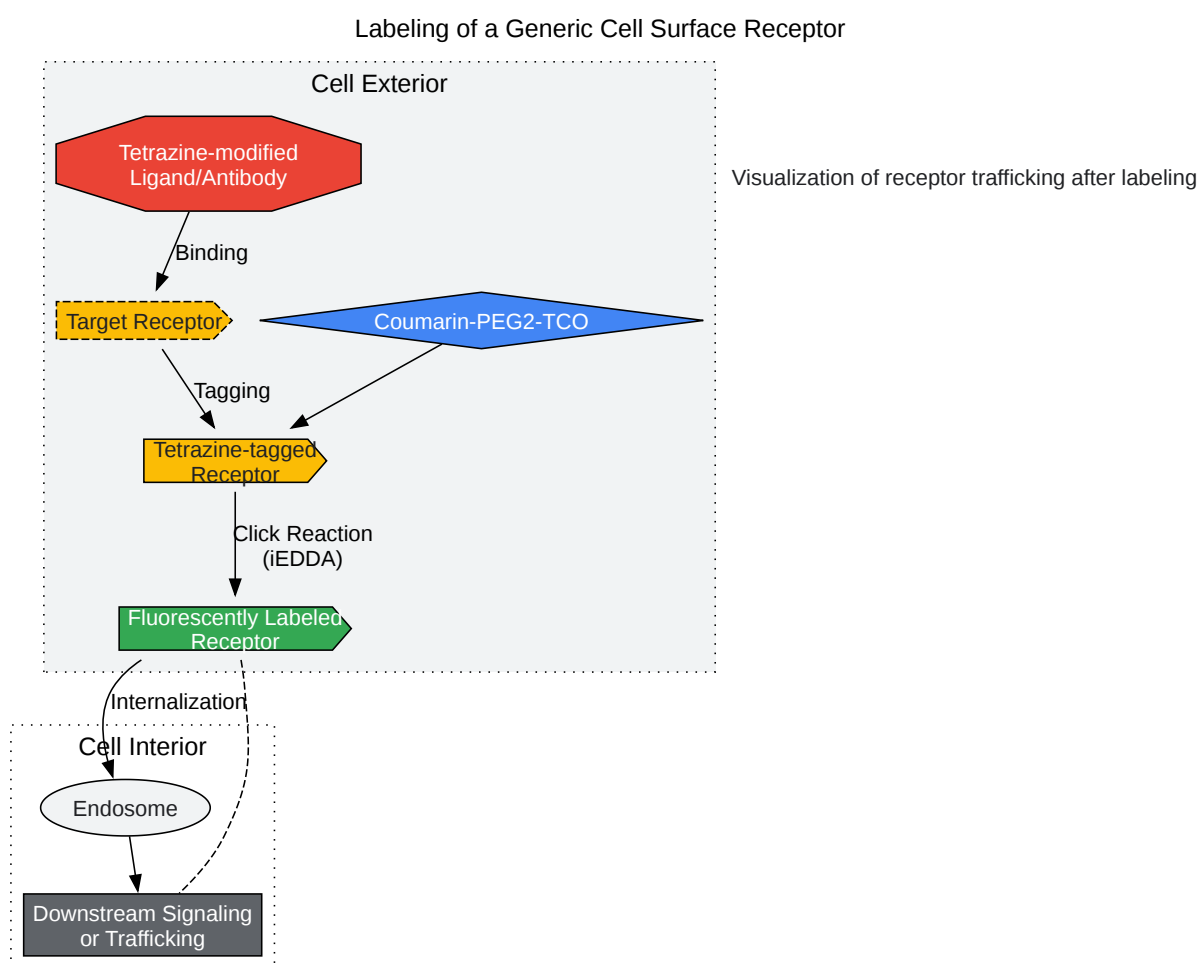 Labeling of a Generic Cell Surface Receptor
Cell Exterior
Tetrazine-modified
Ligand/Antibody
Visualization of receptor trafficking after labeling
Binding
Target Receptor
Coumarin-PEG2-TCO
Tagging
Tetrazine-tagged
Receptor
Click Reaction
(iEDDA)
Fluorescently Labeled
Receptor
Internalization
Cell Interior
Endosome
Downstream Signaling
or Trafficking